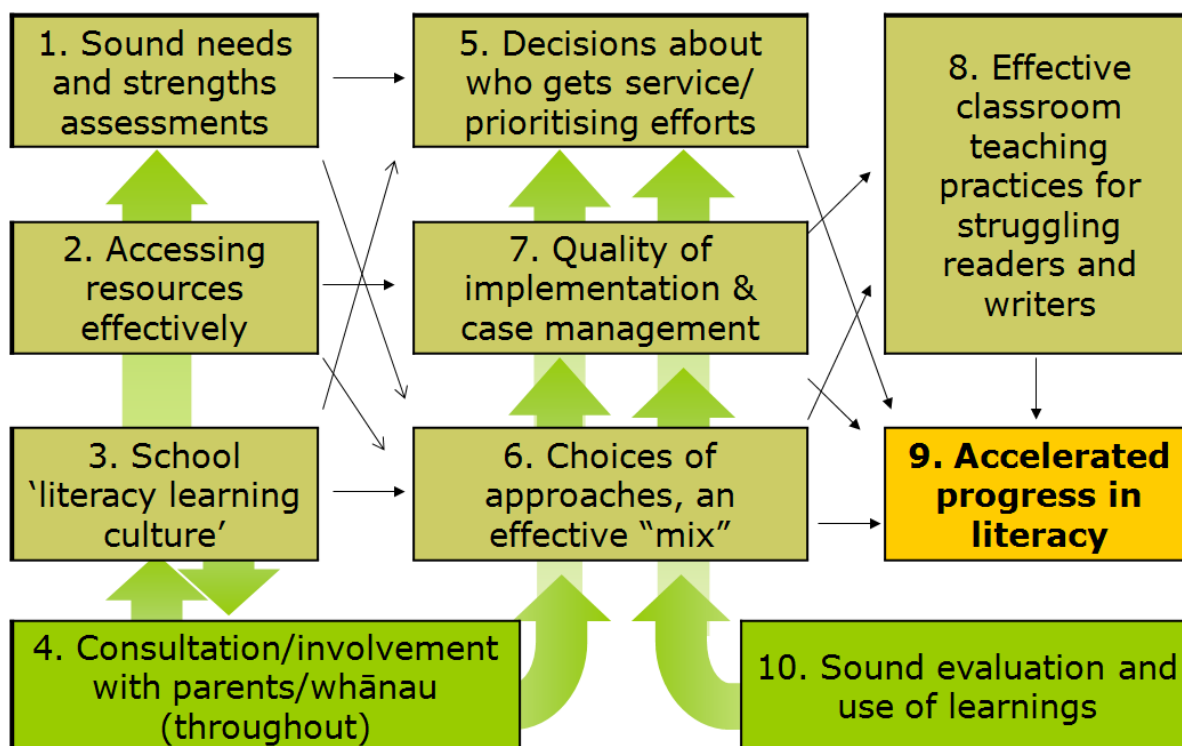 1. Sound needs
and strengths
assessments
5. Decisions about
who gets service/
prioritising efforts
8. Effective
classroom
teaching
practices for
struggling
readers and
writers
2. Accessing
resources
effectively
7. Quality of
implementation &
case management
3. School
‘literacy learning
culture’
6. Choices of
approaches, an
effective “mix”
9. Accelerated
progress in
literacy
4. Consultation/involvement
with parents/whānau
(throughout)
10. Sound evaluation and
use of learnings